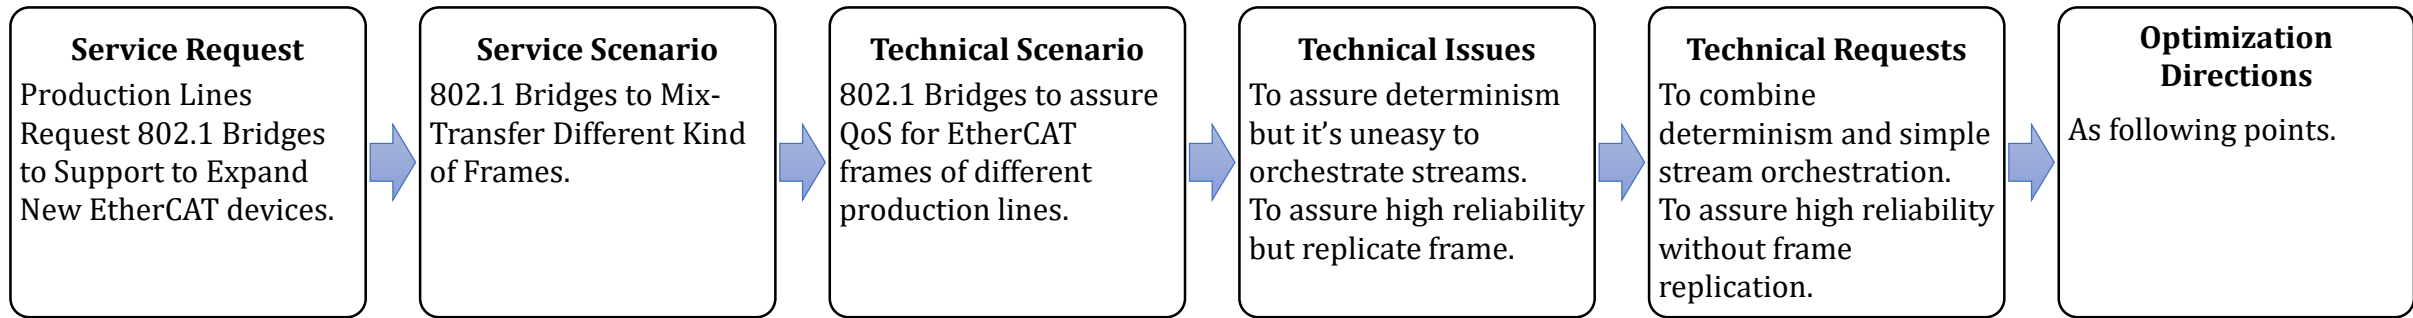 Service Request
Production Lines
Request 802.1 Bridges
to Support to Expand
New EtherCAT devices.
Service Scenario
802.1 Bridges to Mix-
Transfer Different Kind
of Frames.
Technical Scenario
802.1 Bridges to assure
QoS for EtherCAT
frames of different
production lines.
Technical Issues
To assure determinism
but it’s uneasy to
orchestrate streams.
To assure high reliability
but replicate frame.
Technical Requests
To combine
determinism and simple
stream orchestration.
To assure high reliability
without frame
replication.
Optimization
Directions
As following points.